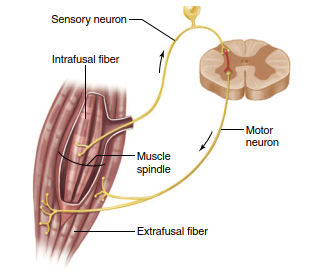 Sensory neuron
Intrafusal fiber
Motor
neuron
Muscle
spindle
Extrafusal fiber